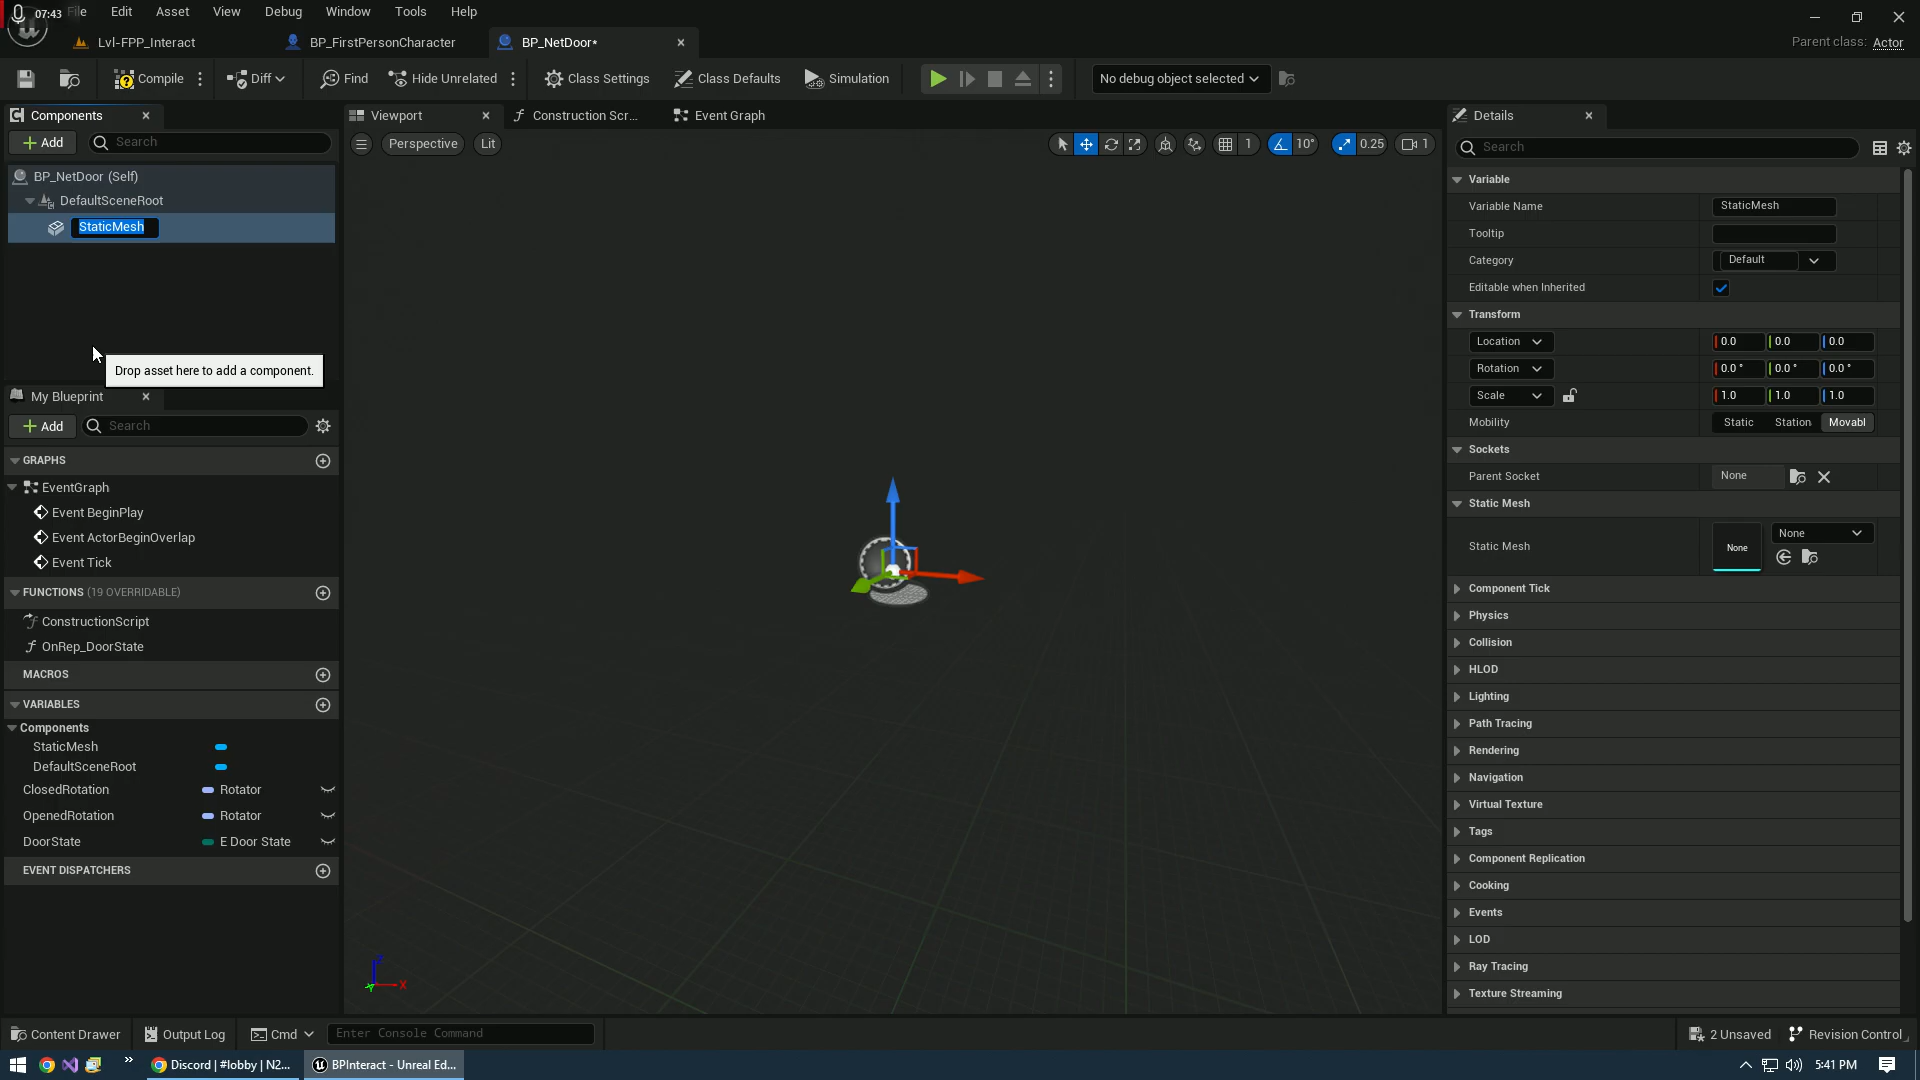 07:43
File Edit Asset View Debug Window Tools Help
Lvl-FPP_Interact
BP_FirstPersonCharacter
BP_NetDoor*
Parent class: Actor
Compile
Diff
Find
Hide Unrelated
Class Settings
Class Defaults
Simulation
No debug object selected
Components
Viewport
Construction Scr...
Event Graph
Details
Add
Search
Perspective
Lit
1
10°
0.25
1
Search
BP_NetDoor (Self)
DefaultSceneRoot
StaticMesh
Drop asset here to add a component.
My Blueprint
Add
Search
GRAPHS
EventGraph
Event BeginPlay
Event ActorBeginOverlap
Event Tick
FUNCTIONS (19 OVERRIDABLE)
ConstructionScript
OnRep_DoorState
MACROS
VARIABLES
Components
StaticMesh
DefaultSceneRoot
ClosedRotation Rotator
OpenedRotation Rotator
DoorState E Door State
EVENT DISPATCHERS
Z
X
Y
Variable
Variable Name StaticMesh
Tooltip
Category Default
Editable when Inherited
Transform
Location 0.0 0.0 0.0
Rotation 0.0 ° 0.0 ° 0.0 °
Scale 1.0 1.0 1.0
Mobility Static Station Movabl
Sockets
Parent Socket None
Static Mesh
Static Mesh None None
Component Tick
Physics
Collision
HLOD
Lighting
Path Tracing
Rendering
Navigation
Virtual Texture
Tags
Component Replication
Cooking
Events
LOD
Ray Tracing
Texture Streaming
Content Drawer
Output Log
Cmd
Enter Console Command
2 Unsaved
Revision Control
Discord | #lobby | N2...
BPInteract - Unreal Ed...
5:41 PM